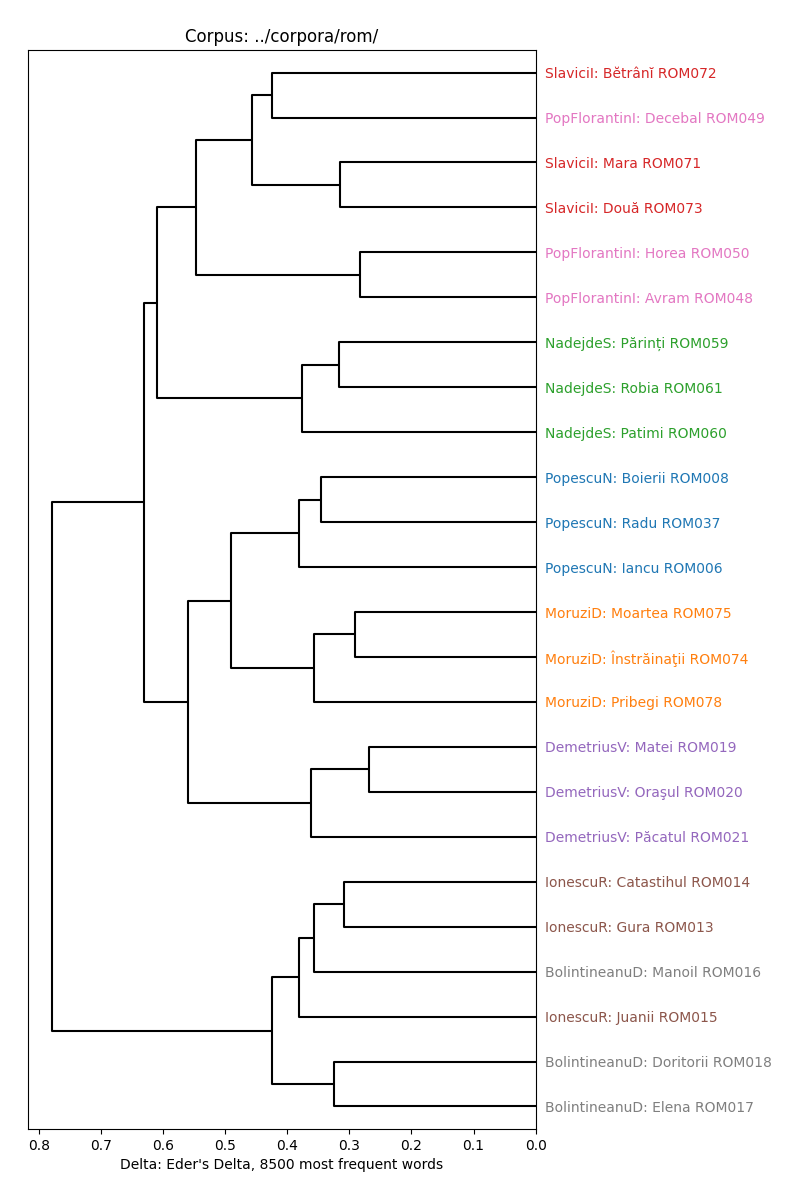 Corpus: ../corpora/rom/
SlaviciI: Bĕtrânĭ ROM072
PopFlorantinI: Decebal ROM049
SlaviciI: Mara ROM071
SlaviciI: Două ROM073
PopFlorantinI: Horea ROM050
PopFlorantinI: Avram ROM048
NadejdeS: Părinți ROM059
NadejdeS: Robia ROM061
NadejdeS: Patimi ROM060
PopescuN: Boierii ROM008
PopescuN: Radu ROM037
PopescuN: Iancu ROM006
MoruziD: Moartea ROM075
MoruziD: Înstrăinaţii ROM074
MoruziD: Pribegi ROM078
DemetriusV: Matei ROM019
DemetriusV: Oraşul ROM020
DemetriusV: Păcatul ROM021
IonescuR: Catastihul ROM014
IonescuR: Gura ROM013
BolintineanuD: Manoil ROM016
IonescuR: Juanii ROM015
BolintineanuD: Doritorii ROM018
BolintineanuD: Elena ROM017
0.8 0.7 0.6 0.5 0.4 0.3 0.2 0.1 0.0
Delta: Eder's Delta, 8500 most frequent words